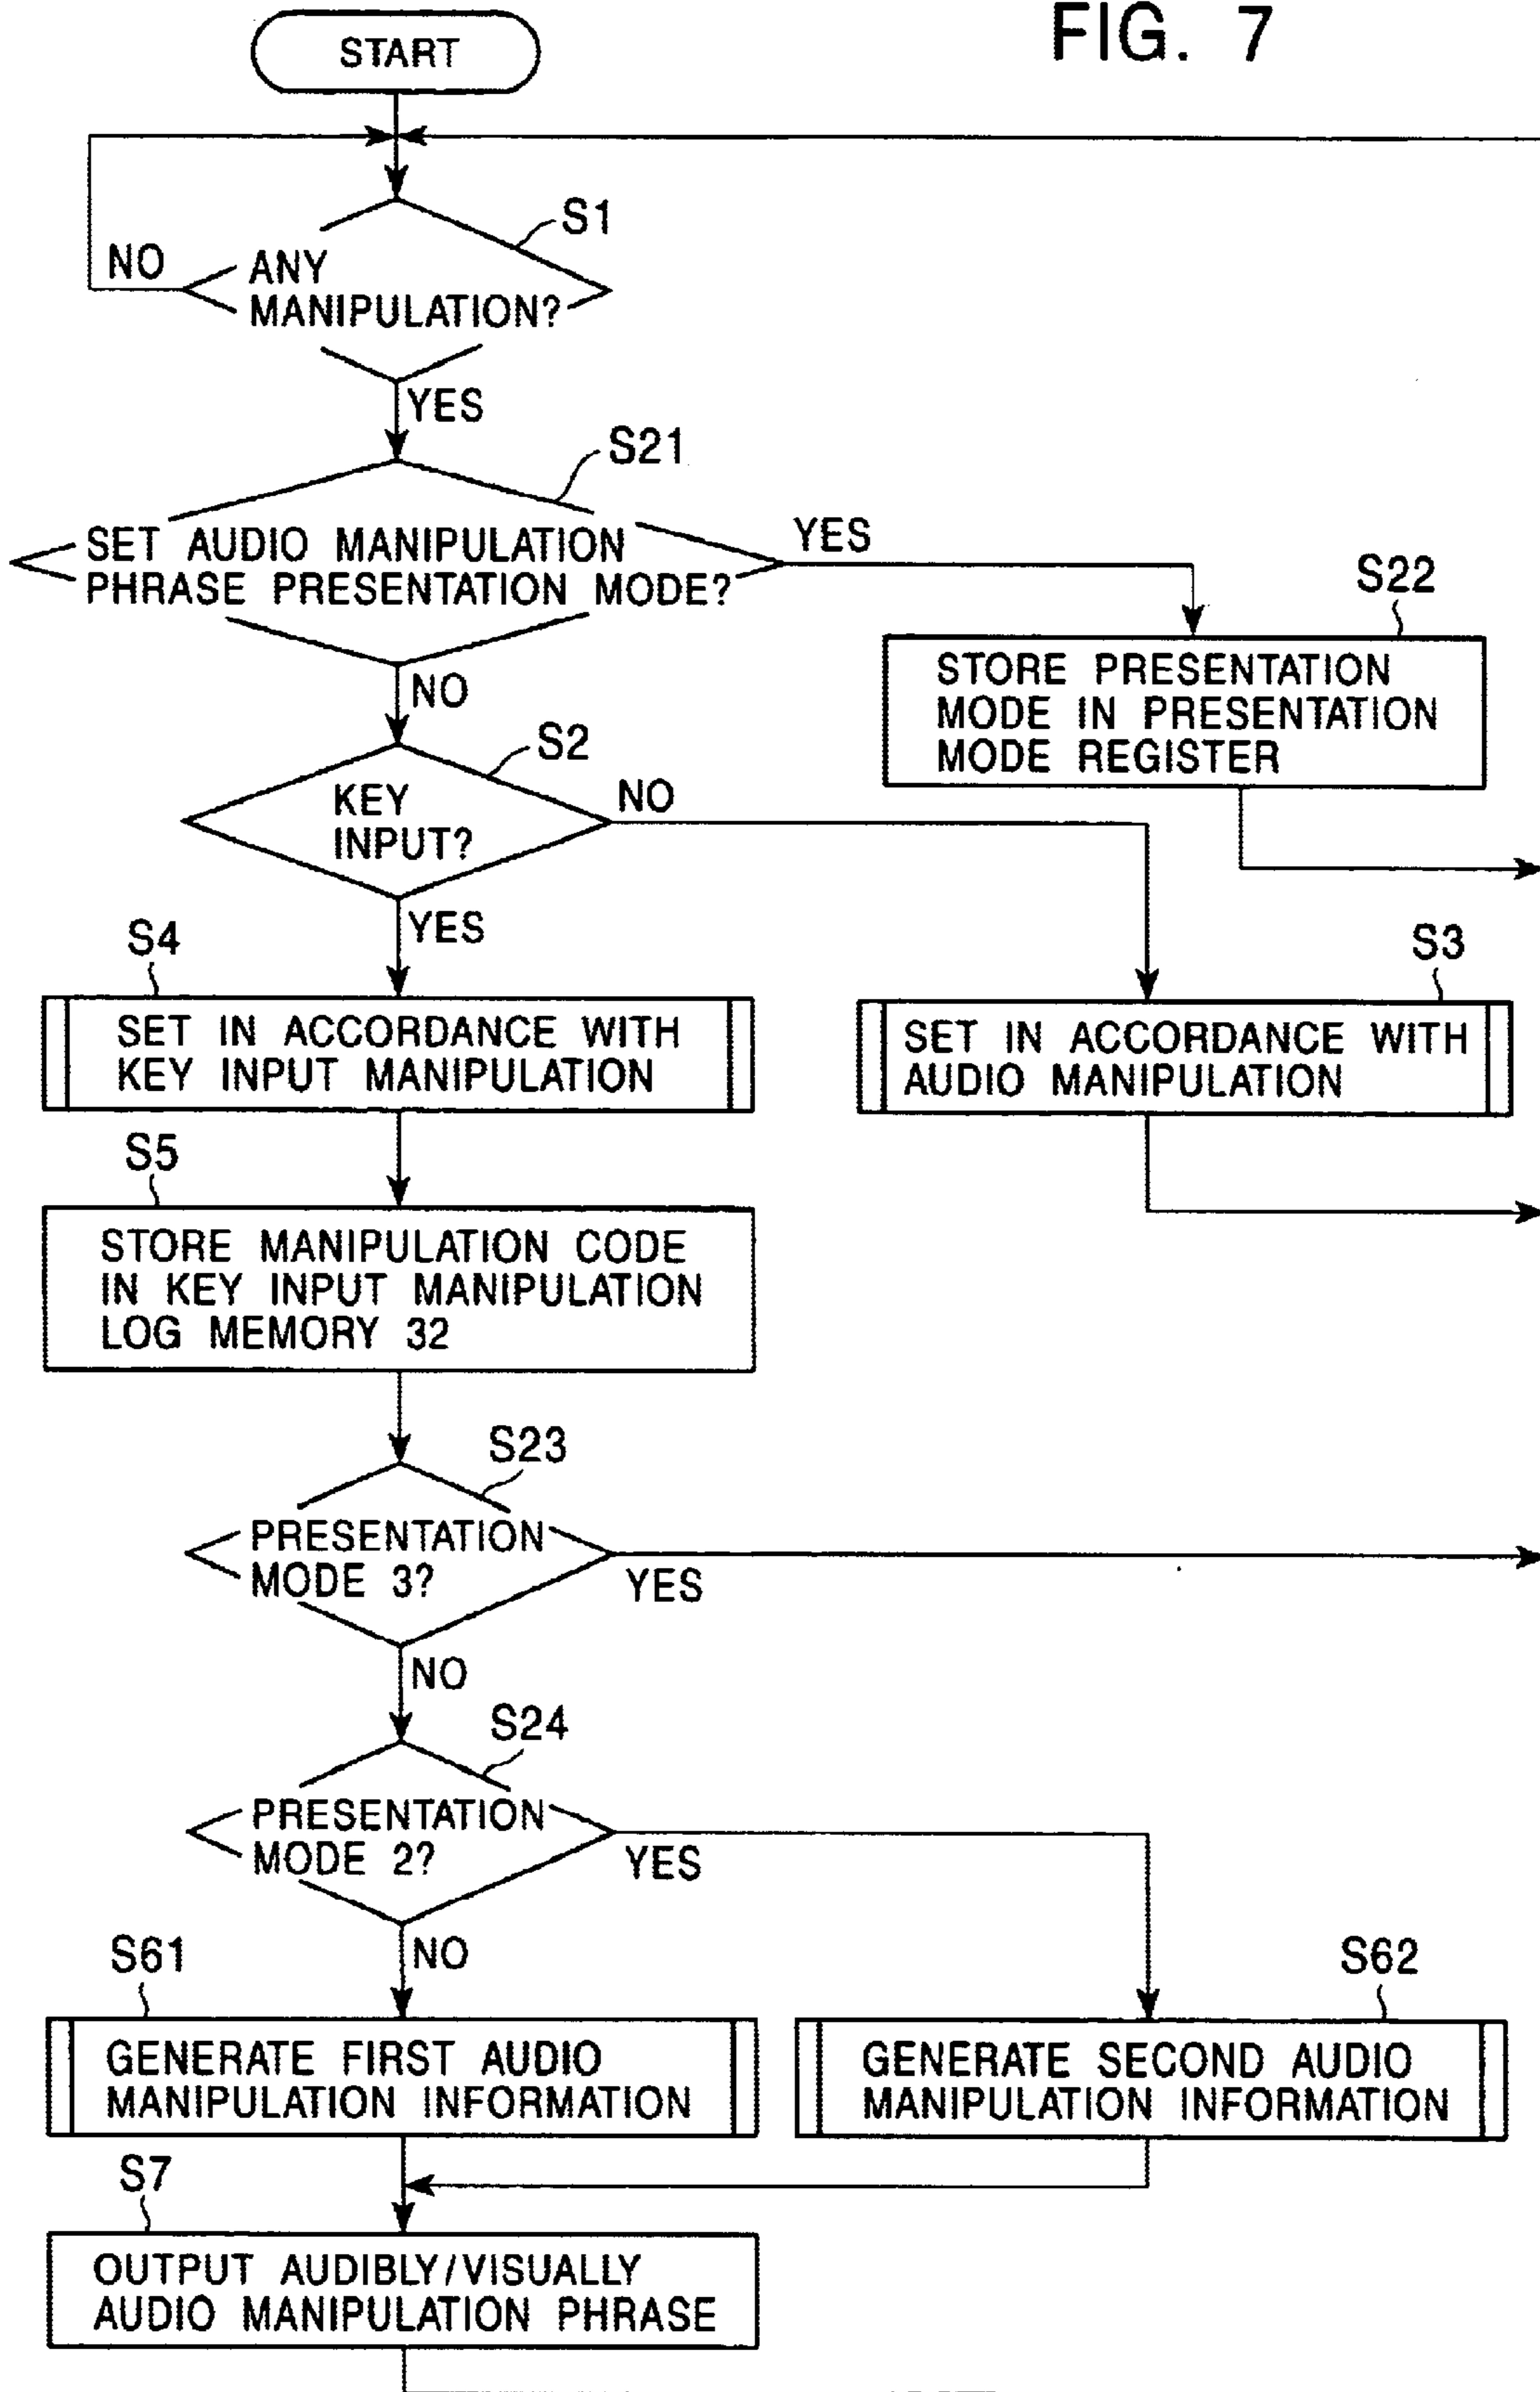 FIG. 7
START
S1
NO
ANY
MANIPULATION?
YES
S21
SET AUDIO MANIPULATION
PHRASE PRESENTATION MODE?
YES
S22
STORE PRESENTATION
MODE IN PRESENTATION
MODE REGISTER
NO
S2
KEY
INPUT?
NO
YES
S4
SET IN ACCORDANCE WITH
KEY INPUT MANIPULATION
S3
SET IN ACCORDANCE WITH
AUDIO MANIPULATION
S5
STORE MANIPULATION CODE
IN KEY INPUT MANIPULATION
LOG MEMORY 32
S23
PRESENTATION
MODE 3?
YES
NO
S24
PRESENTATION
MODE 2?
YES
NO
S61
GENERATE FIRST AUDIO
MANIPULATION INFORMATION
S62
GENERATE SECOND AUDIO
MANIPULATION INFORMATION
S7
OUTPUT AUDIBLY/VISUALLY
AUDIO MANIPULATION PHRASE